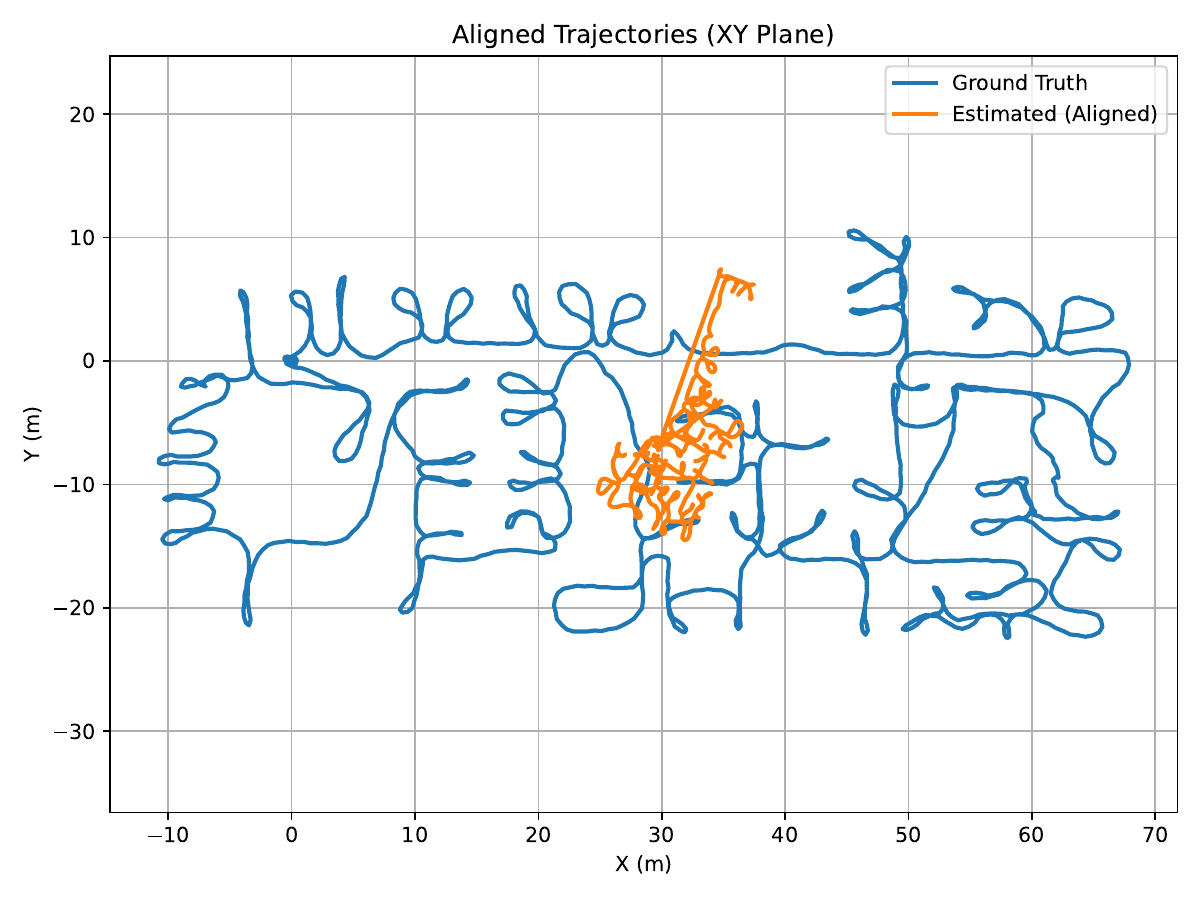 Aligned Trajectories (XY Plane)
Ground Truth
Estimated (Aligned)
20
10
0
−10
−20
−30
Y (m)
−10 0 10 20 30 40 50 60 70
X (m)